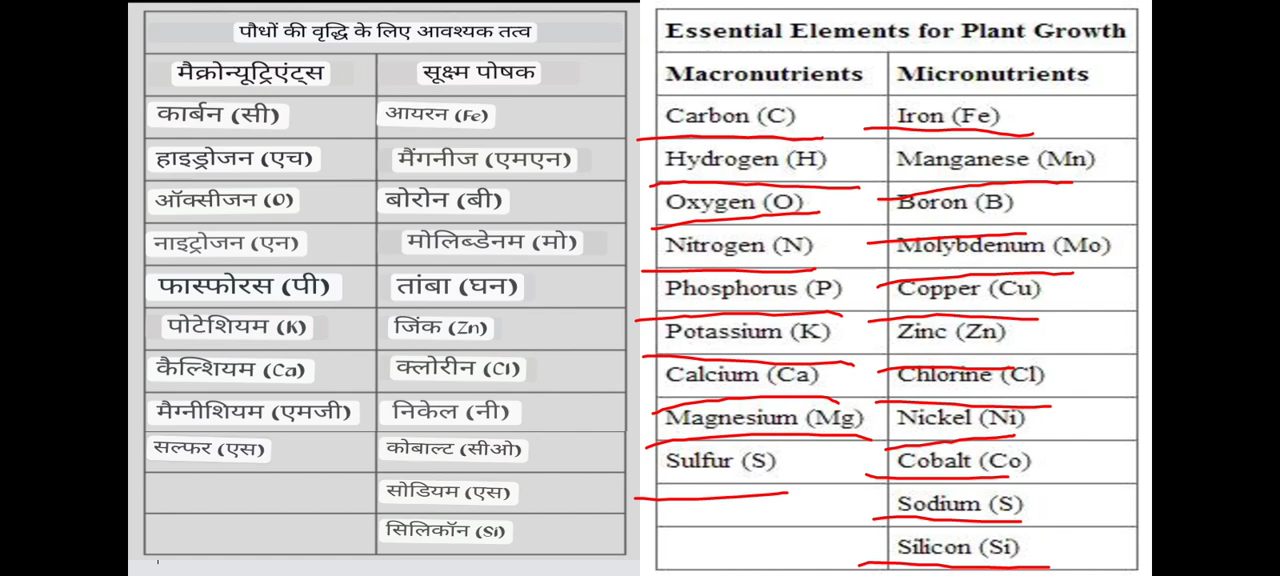 पौधों की वृद्धि के लिए आवश्यक तत्व
मैक्रोन्यूट्रिएंट्स सूक्ष्म पोषक
कार्बन (सी) आयरन (Fe)
हाइड्रोजन (एच) मैंगनीज (एमएन)
ऑक्सीजन (O) बोरोन (बी)
नाइट्रोजन (एन) मोलिब्डेनम (मो)
फास्फोरस (पी) तांबा (घन)
पोटेशियम (K) जिंक (Zn)
कैल्शियम (Ca) क्लोरीन (Cl)
मैग्नीशियम (एमजी) निकेल (नी)
सल्फर (एस) कोबाल्ट (सीओ)
सोडियम (एस)
सिलिकॉन (Si)
Essential Elements for Plant Growth
Macronutrients Micronutrients
Carbon (C) Iron (Fe)
Hydrogen (H) Manganese (Mn)
Oxygen (O) Boron (B)
Nitrogen (N) Molybdenum (Mo)
Phosphorus (P) Copper (Cu)
Potassium (K) Zinc (Zn)
Calcium (Ca) Chlorine (Cl)
Magnesium (Mg) Nickel (Ni)
Sulfur (S) Cobalt (Co)
Sodium (S)
Silicon (Si)